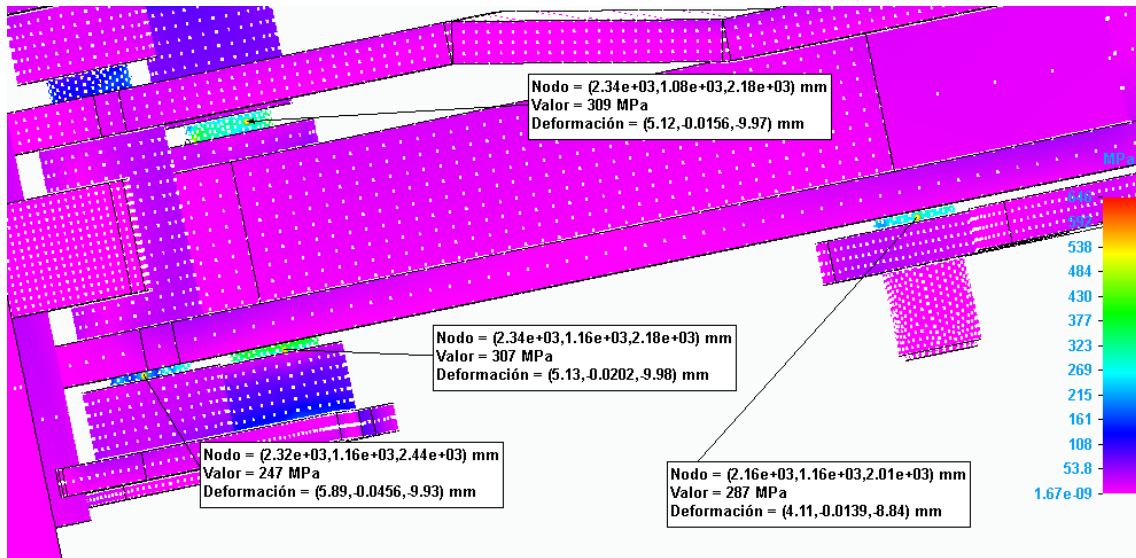 Nodo = (2.34e+03,1.08e+03,2.18e+03) mm
Valor = 309 MPa
Deformación = (5.12,-0.0156,-9.97) mm
MPa
646
592
538
484
430
377
323
269
215
161
108
53.8
1.67e-09
Nodo = (2.34e+03,1.16e+03,2.18e+03) mm
Valor = 307 MPa
Deformación = (5.13,-0.0202,-9.98) mm
Nodo = (2.32e+03,1.16e+03,2.44e+03) mm
Valor = 247 MPa
Deformación = (5.89,-0.0456,-9.93) mm
Nodo = (2.16e+03,1.16e+03,2.01e+03) mm
Valor = 287 MPa
Deformación = (4.11,-0.0139,-8.84) mm